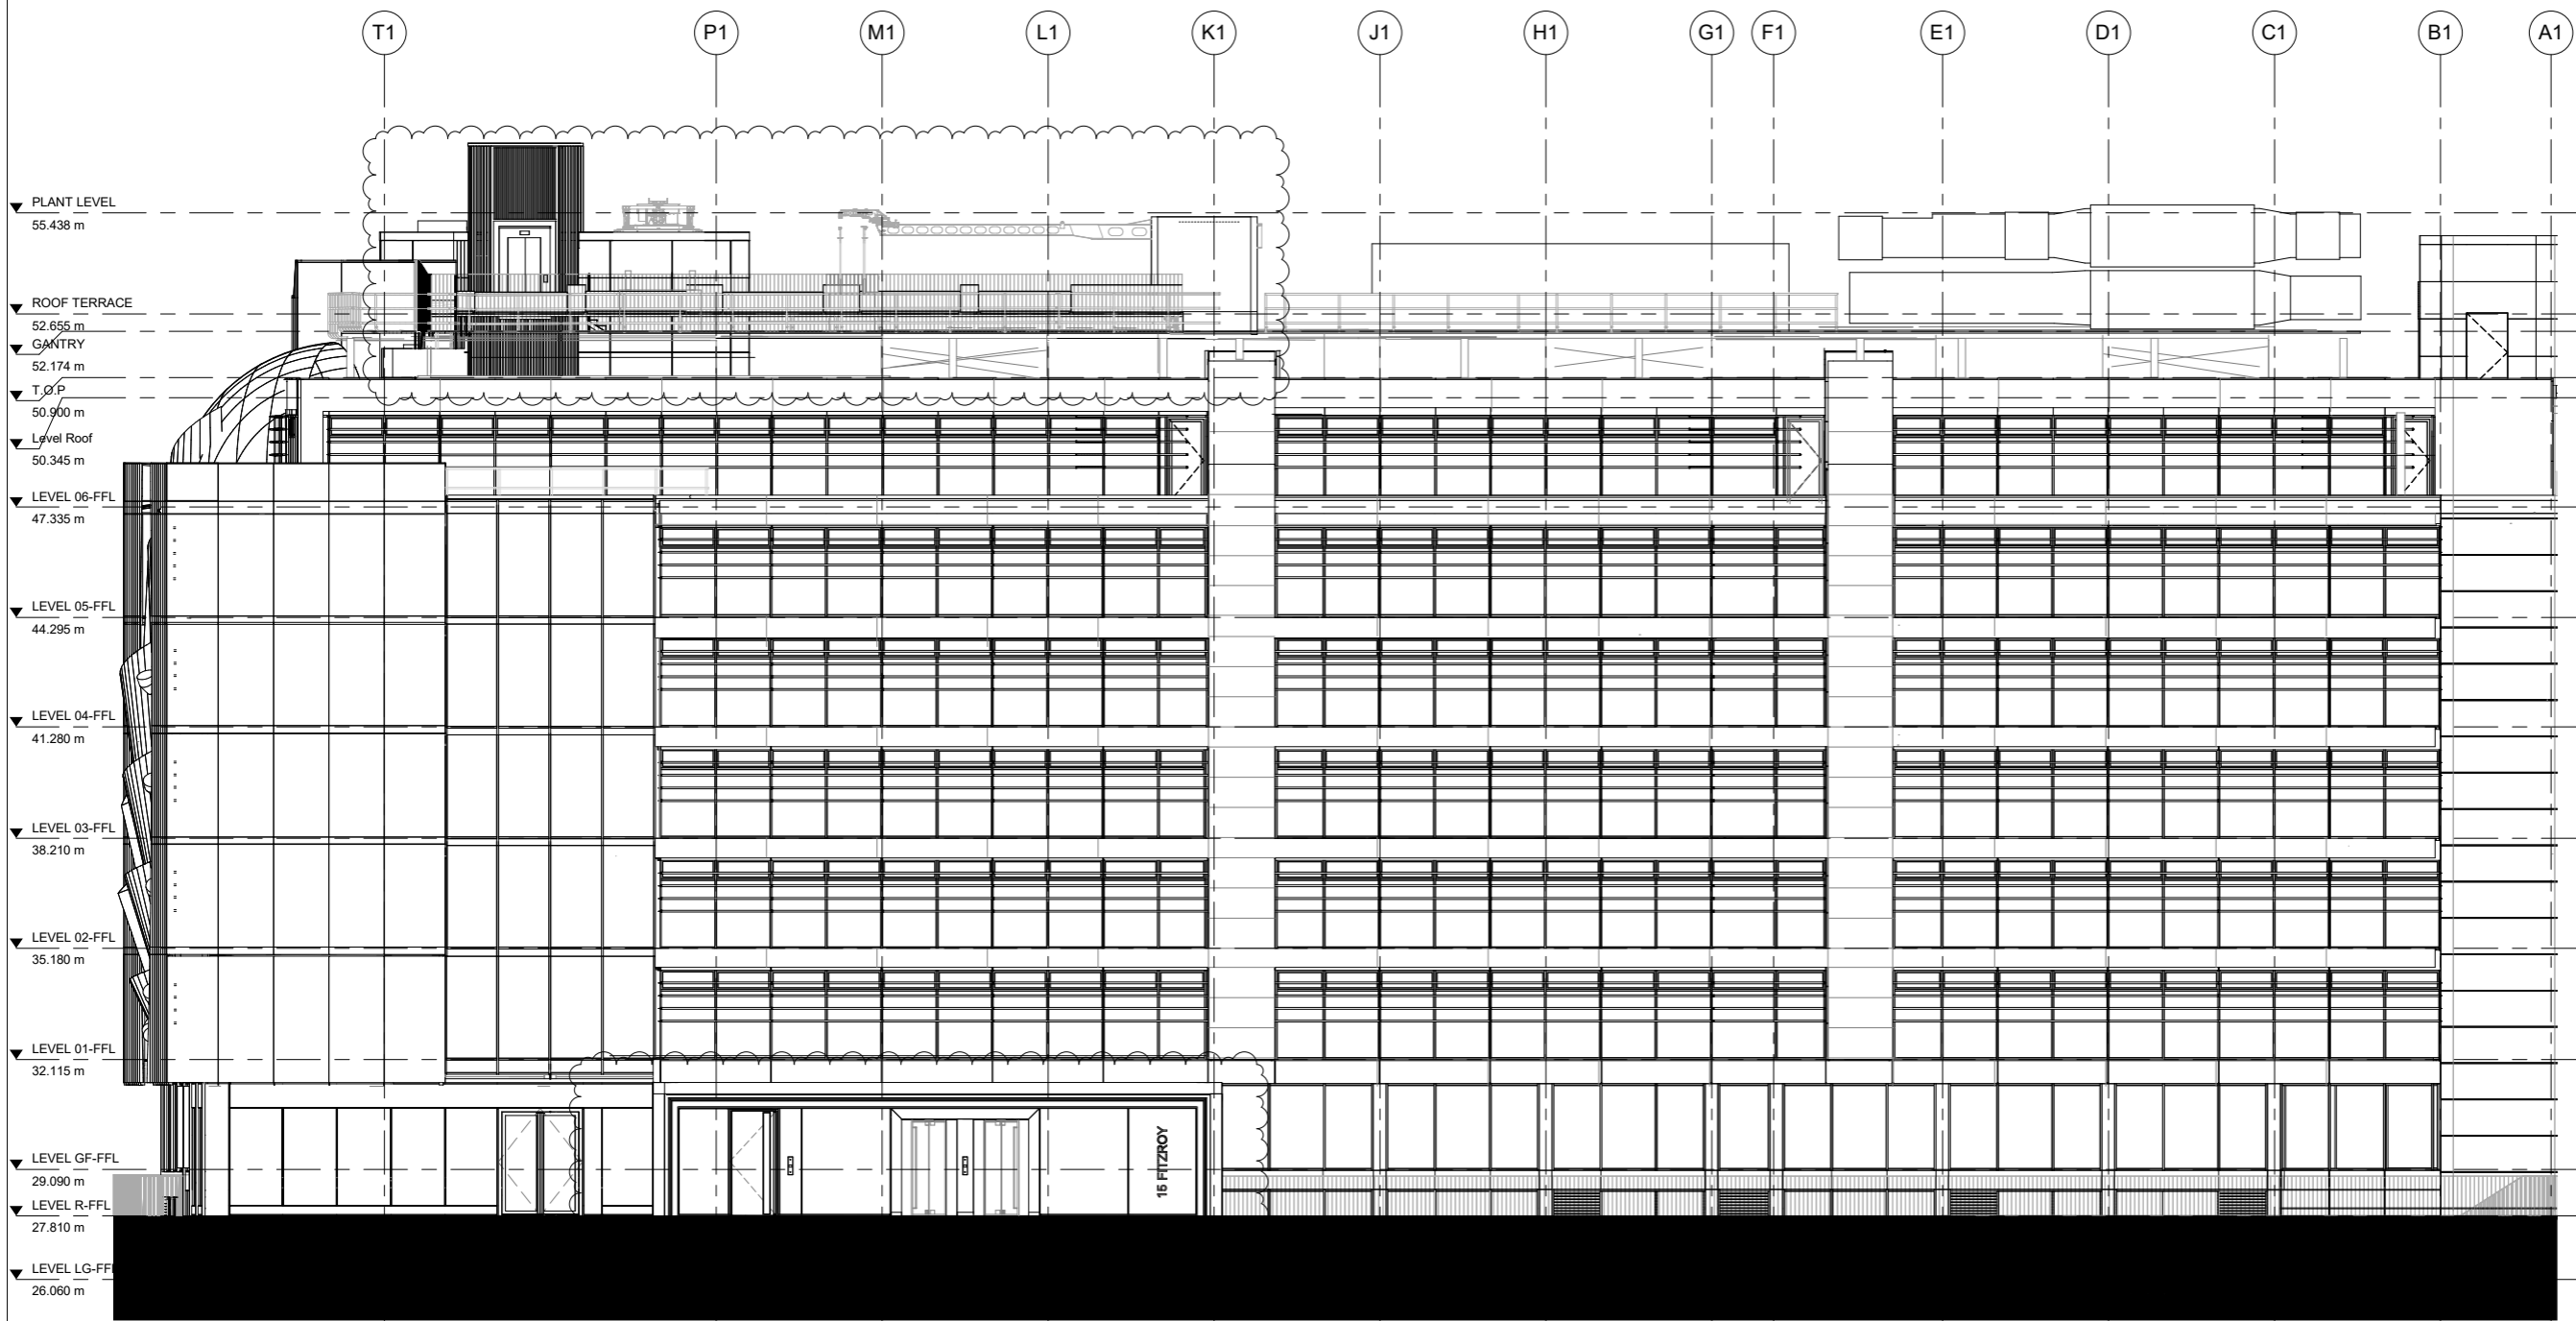 T1 P1 M1 L1 K1 J1 H1 G1 F1 E1 D1 C1 B1 A1
PLANT LEVEL
55.438 m
ROOF TERRACE
52.655 m
GANTRY
52.174 m
T.O.P
50.900 m
Level Roof
50.345 m
LEVEL 06-FFL
47.335 m
LEVEL 05-FFL
44.295 m
LEVEL 04-FFL
41.280 m
LEVEL 03-FFL
38.210 m
LEVEL 02-FFL
35.180 m
LEVEL 01-FFL
32.115 m
LEVEL GF-FFL
29.090 m
LEVEL R-FFL
27.810 m
LEVEL LG-FFL
26.060 m
15 FITZROY